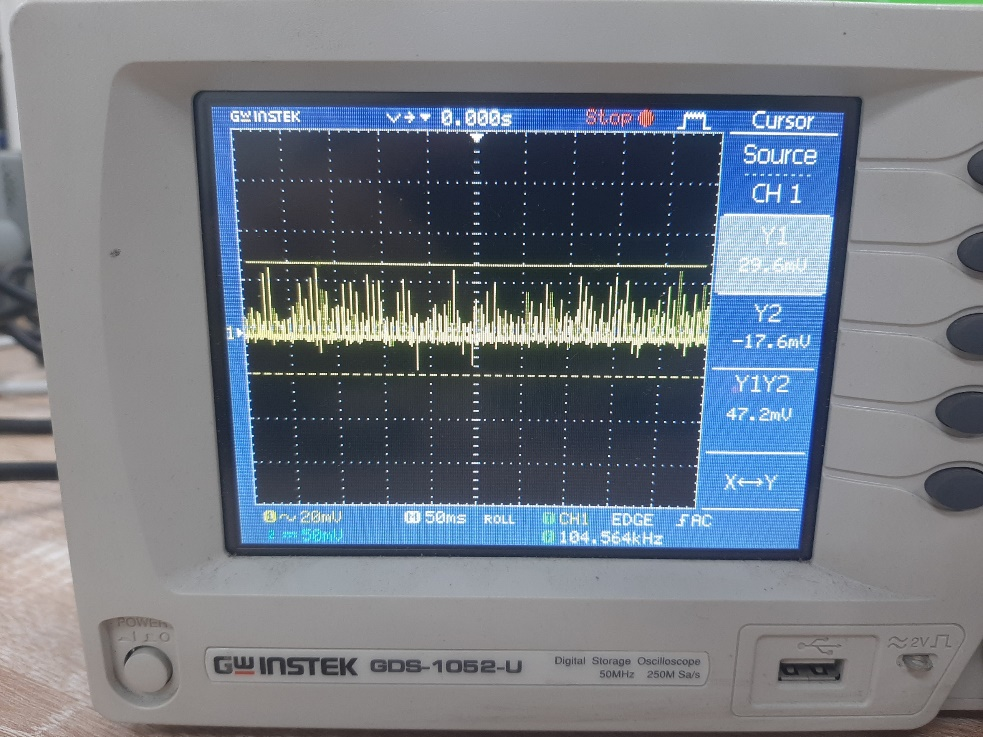 GWINSTEK 0.000s Stop Cursor
Source
CH 1
Y1
29.6mV
Y2
-17.6mV
Y1Y2
47.2mV
X↔Y
1
1 20mV M 50ms ROLL CH1 EDGE AC
2 50mV 104.564kHz
POWER
GWINSTEK GDS-1052-U Digital Storage Oscilloscope
50MHz 250M Sa/s
2V